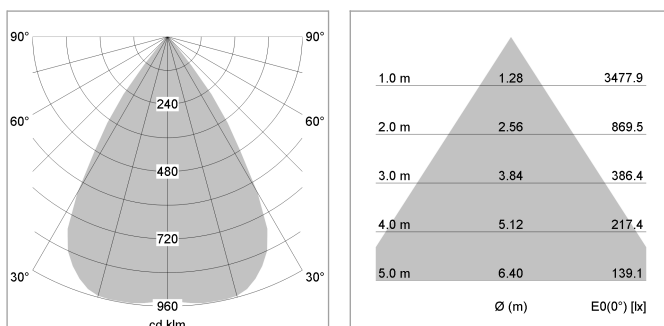 90° 90°
240
60° 60°
480
720
30° 30°
960
cd klm
1.0 m 1.28 3477.9
2.0 m 2.56 869.5
3.0 m 3.84 386.4
4.0 m 5.12 217.4
5.0 m 6.40 139.1
Ø (m) E0(0°) [lx]